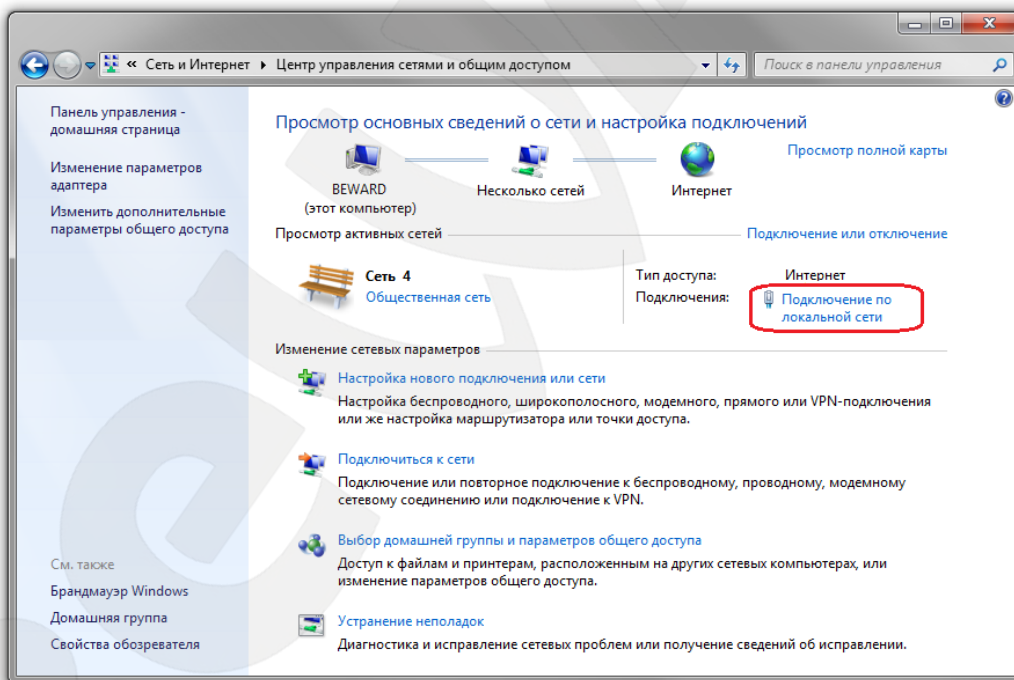 « Сеть и Интернет ▸ Центр управления сетями и общим доступом
Поиск в панели управления
Панель управления -
домашняя страница
Изменение параметров
адаптера
Изменить дополнительные
параметры общего доступа
См. также
Брандмауэр Windows
Домашняя группа
Свойства обозревателя
Просмотр основных сведений о сети и настройка подключений
Просмотр полной карты
BEWARD
(этот компьютер)
Несколько сетей
Интернет
Просмотр активных сетей
Подключение или отключение
Сеть 4
Общественная сеть
Тип доступа: Интернет
Подключения: Подключение по
локальной сети
Изменение сетевых параметров
Настройка нового подключения или сети
Настройка беспроводного, широкополосного, модемного, прямого или VPN-подключения
или же настройка маршрутизатора или точки доступа.
Подключиться к сети
Подключение или повторное подключение к беспроводному, проводному, модемному
сетевому соединению или подключение к VPN.
Выбор домашней группы и параметров общего доступа
Доступ к файлам и принтерам, расположенным на других сетевых компьютерах, или
изменение параметров общего доступа.
Устранение неполадок
Диагностика и исправление сетевых проблем или получение сведений об исправлении.